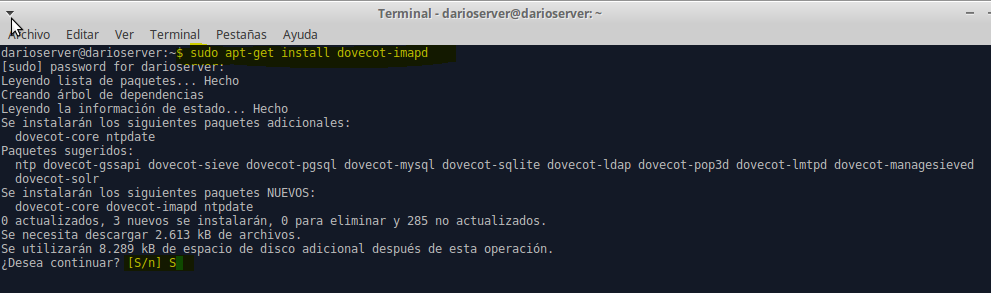 Terminal - darioserver@darioserver: ~
Archivo Editar Ver Terminal Pestañas Ayuda
darioserver@darioserver:~$ sudo apt-get install dovecot-imapd
[sudo] password for darioserver:
Leyendo lista de paquetes... Hecho
Creando árbol de dependencias
Leyendo la información de estado... Hecho
Se instalarán los siguientes paquetes adicionales:
dovecot-core ntpdate
Paquetes sugeridos:
ntp dovecot-gssapi dovecot-sieve dovecot-pgsql dovecot-mysql dovecot-sqlite dovecot-ldap dovecot-pop3d dovecot-lmtpd dovecot-managesieved
dovecot-solr
Se instalarán los siguientes paquetes NUEVOS:
dovecot-core dovecot-imapd ntpdate
0 actualizados, 3 nuevos se instalarán, 0 para eliminar y 285 no actualizados.
Se necesita descargar 2.613 kB de archivos.
Se utilizarán 8.289 kB de espacio de disco adicional después de esta operación.
¿Desea continuar? [S/n] S